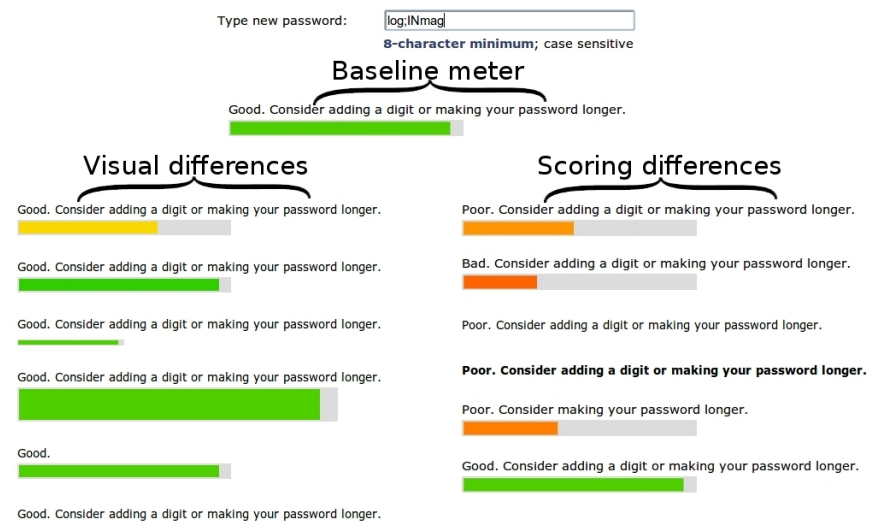 Type new password: log;INmag
8-character minimum; case sensitive
Baseline meter
Good. Consider adding a digit or making your password longer.
Visual differences
Good. Consider adding a digit or making your password longer.
Good. Consider adding a digit or making your password longer.
Good. Consider adding a digit or making your password longer.
Good. Consider adding a digit or making your password longer.
Good.
Good. Consider adding a digit or making your password longer.
Scoring differences
Poor. Consider adding a digit or making your password longer.
Bad. Consider adding a digit or making your password longer.
Poor. Consider adding a digit or making your password longer.
Poor. Consider adding a digit or making your password longer.
Poor. Consider making your password longer.
Good. Consider adding a digit or making your password longer.